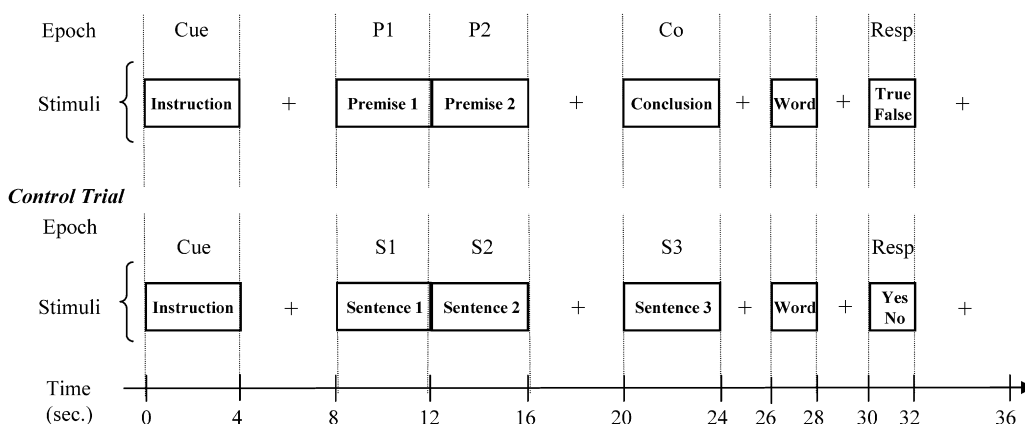 Epoch Cue P1 P2 Co Resp
Stimuli { Instruction + Premise 1 Premise 2 + Conclusion + Word + True False +
Control Trial
Epoch
Cue S1 S2 S3 Resp
Stimuli { Instruction + Sentence 1 Sentence 2 + Sentence 3 + Word + Yes No +
Time
(sec.) 0 4 8 12 16 20 24 26 28 30 32 36